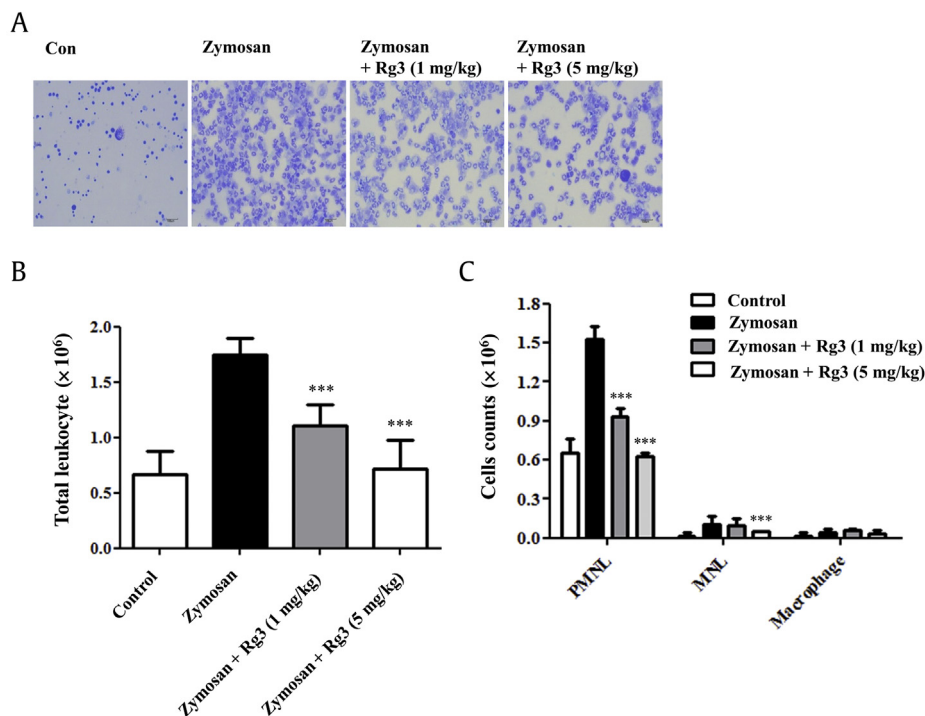 A
Con
Zymosan
Zymosan
+ Rg3 (1 mg/kg)
Zymosan
+ Rg3 (5 mg/kg)
B
Total leukocyte (× 10⁶)
2.0
1.5
1.0
0.5
0.0
***
***
Control
Zymosan
Zymosan + Rg3 (1 mg/kg)
Zymosan + Rg3 (5 mg/kg)
C
Cells counts (× 10⁶)
1.8
1.5
1.2
0.9
0.6
0.3
0.0
Control
Zymosan
Zymosan + Rg3 (1 mg/kg)
Zymosan + Rg3 (5 mg/kg)
***
***
***
PMNL
MNL
Macrophage